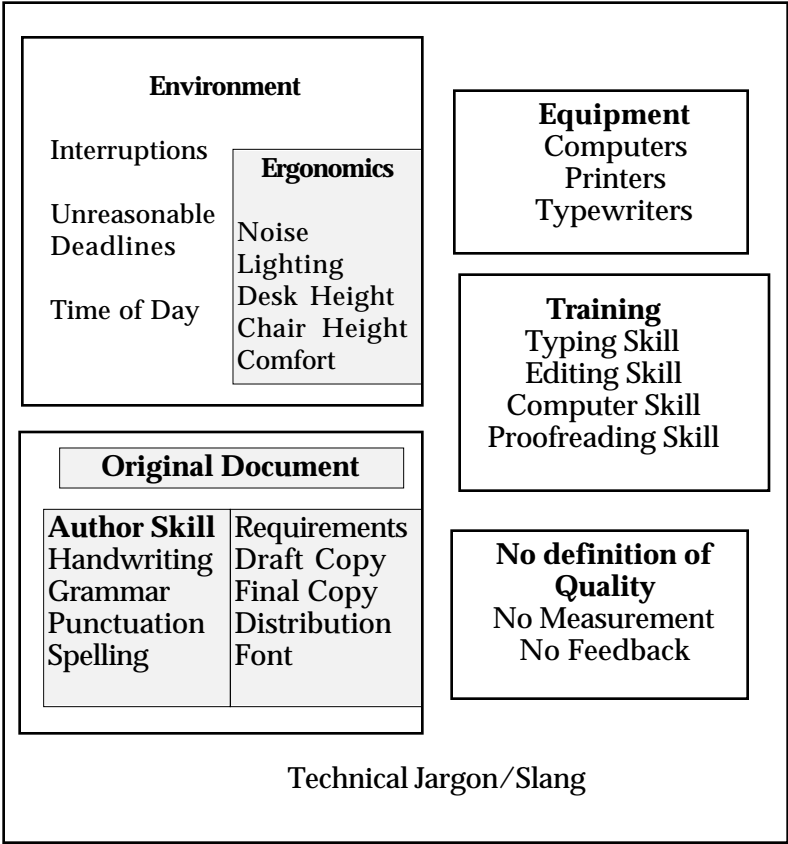 Environment
Interruptions
Unreasonable
Deadlines
Time of Day
Ergonomics
Noise
Lighting
Desk Height
Chair Height
Comfort
Equipment
Computers
Printers
Typewriters
Training
Typing Skill
Editing Skill
Computer Skill
Proofreading Skill
Original Document
Author Skill
Handwriting
Grammar
Punctuation
Spelling
Requirements
Draft Copy
Final Copy
Distribution
Font
No definition of
Quality
No Measurement
No Feedback
Technical Jargon/Slang